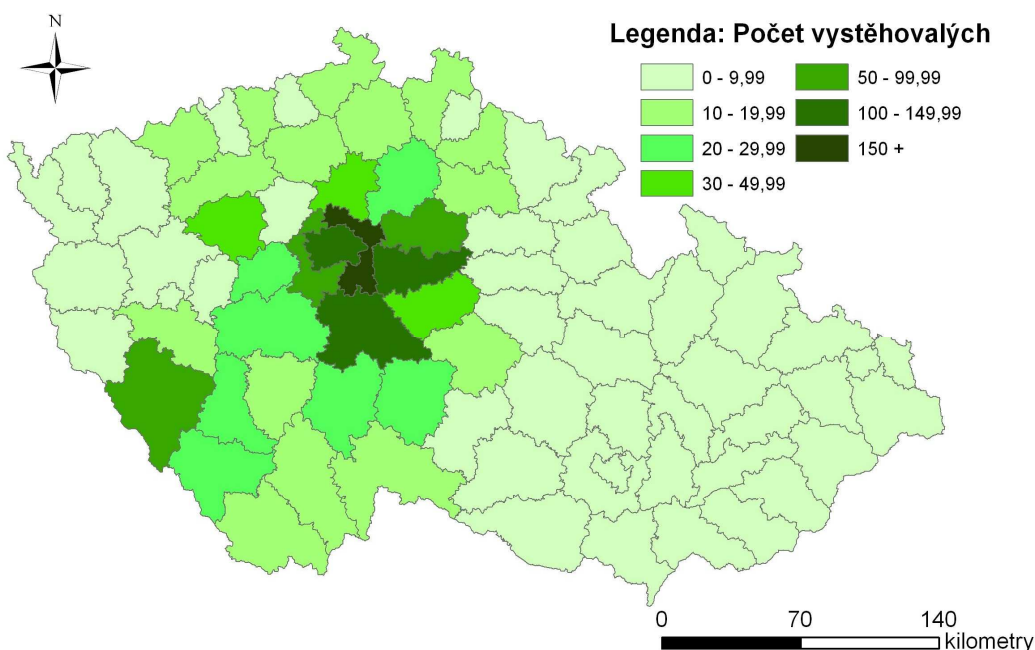 N
Legenda: Počet vystěhovalých
0 - 9,99
10 - 19,99
20 - 29,99
30 - 49,99
50 - 99,99
100 - 149,99
150 +
0 70 140
kilometry